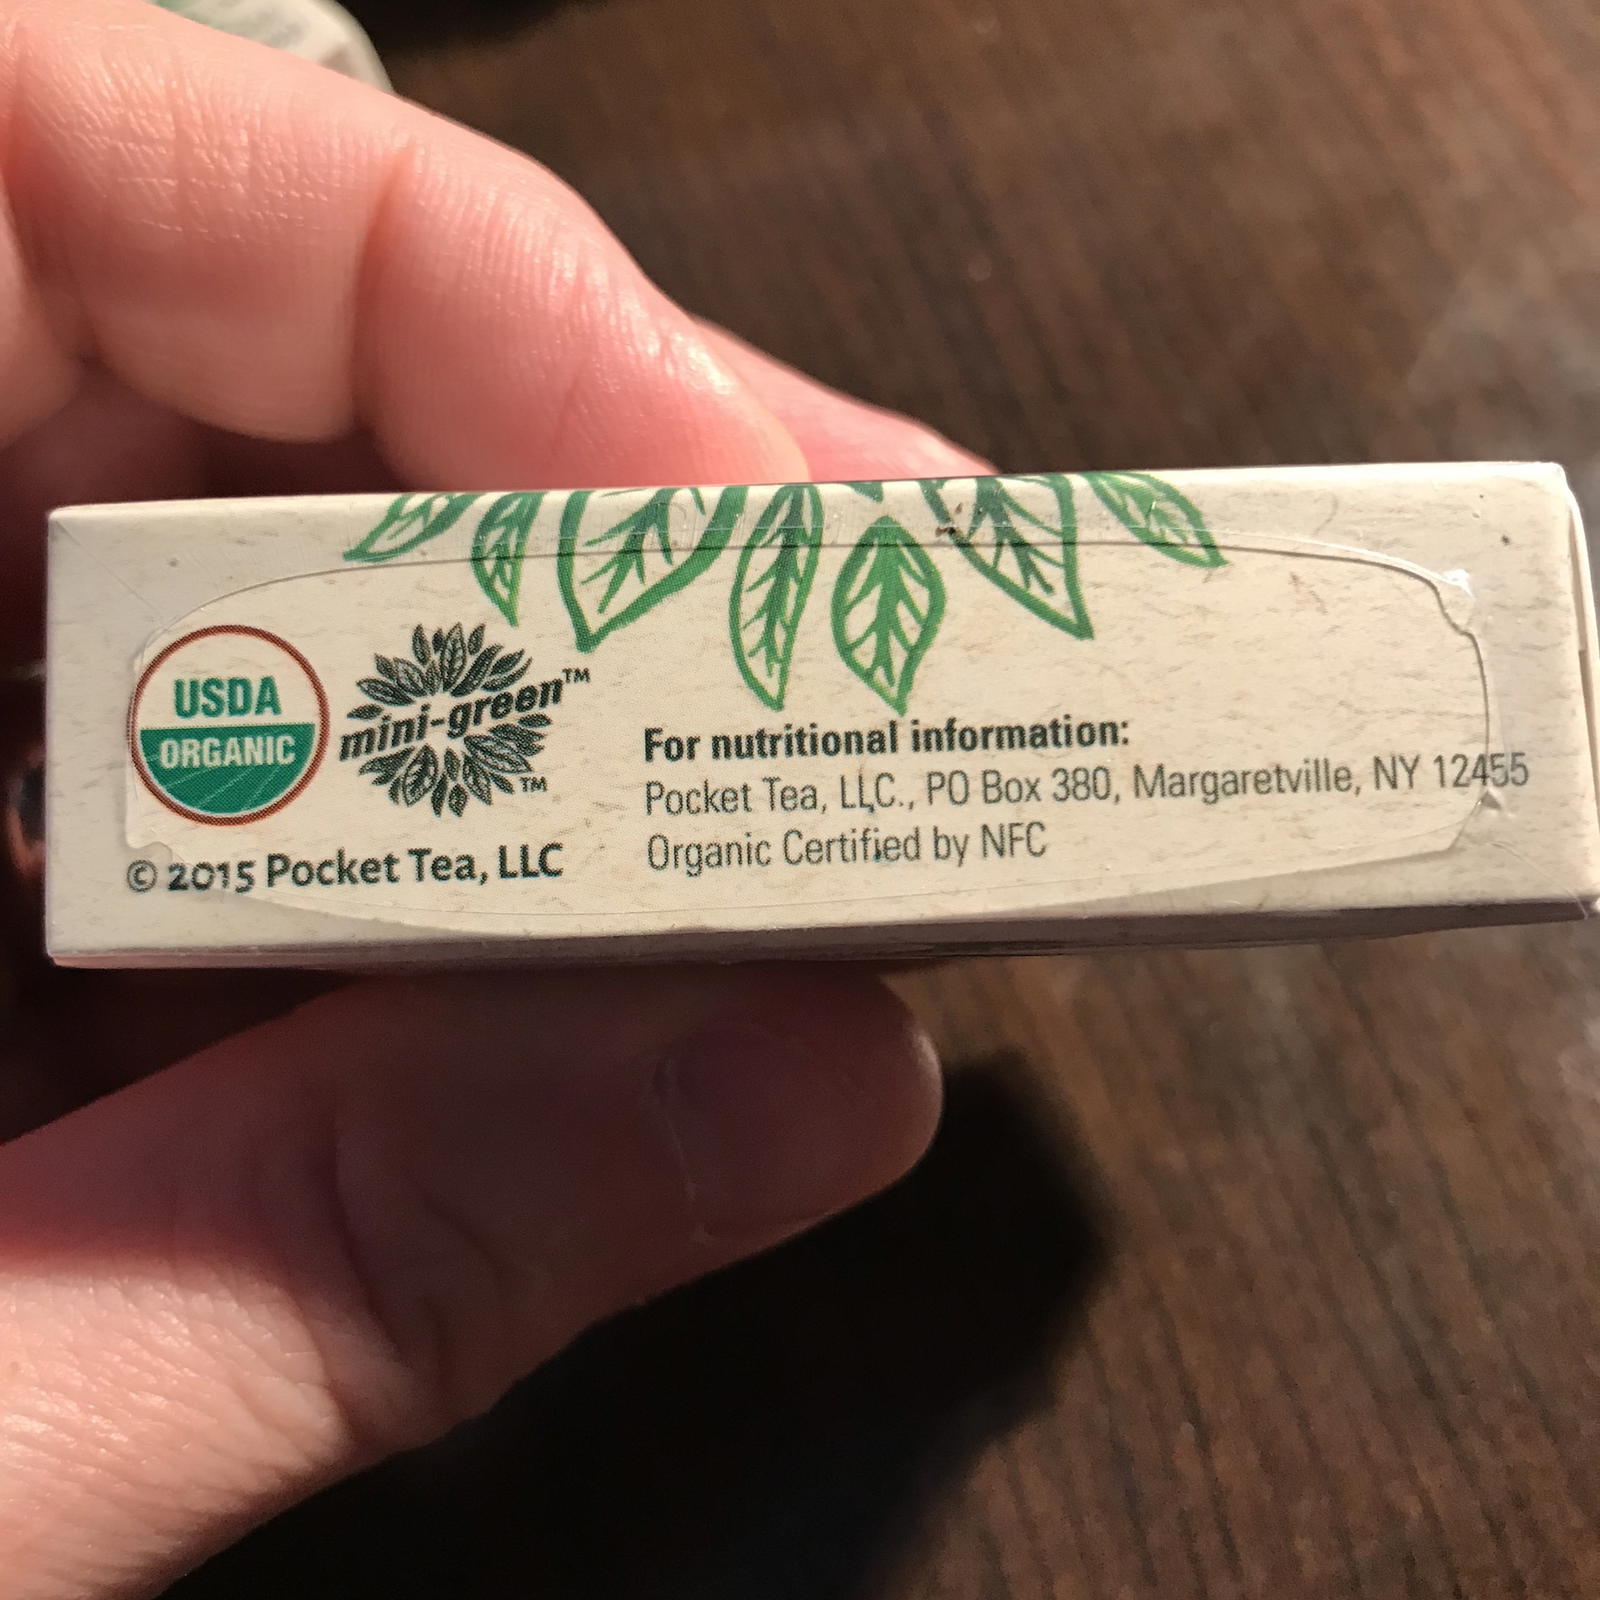 USDA
ORGANIC
mini-green™
™
© 2015 Pocket Tea, LLC
For nutritional information:
Pocket Tea, LLC., PO Box 380, Margaretville, NY 12455
Organic Certified by NFC